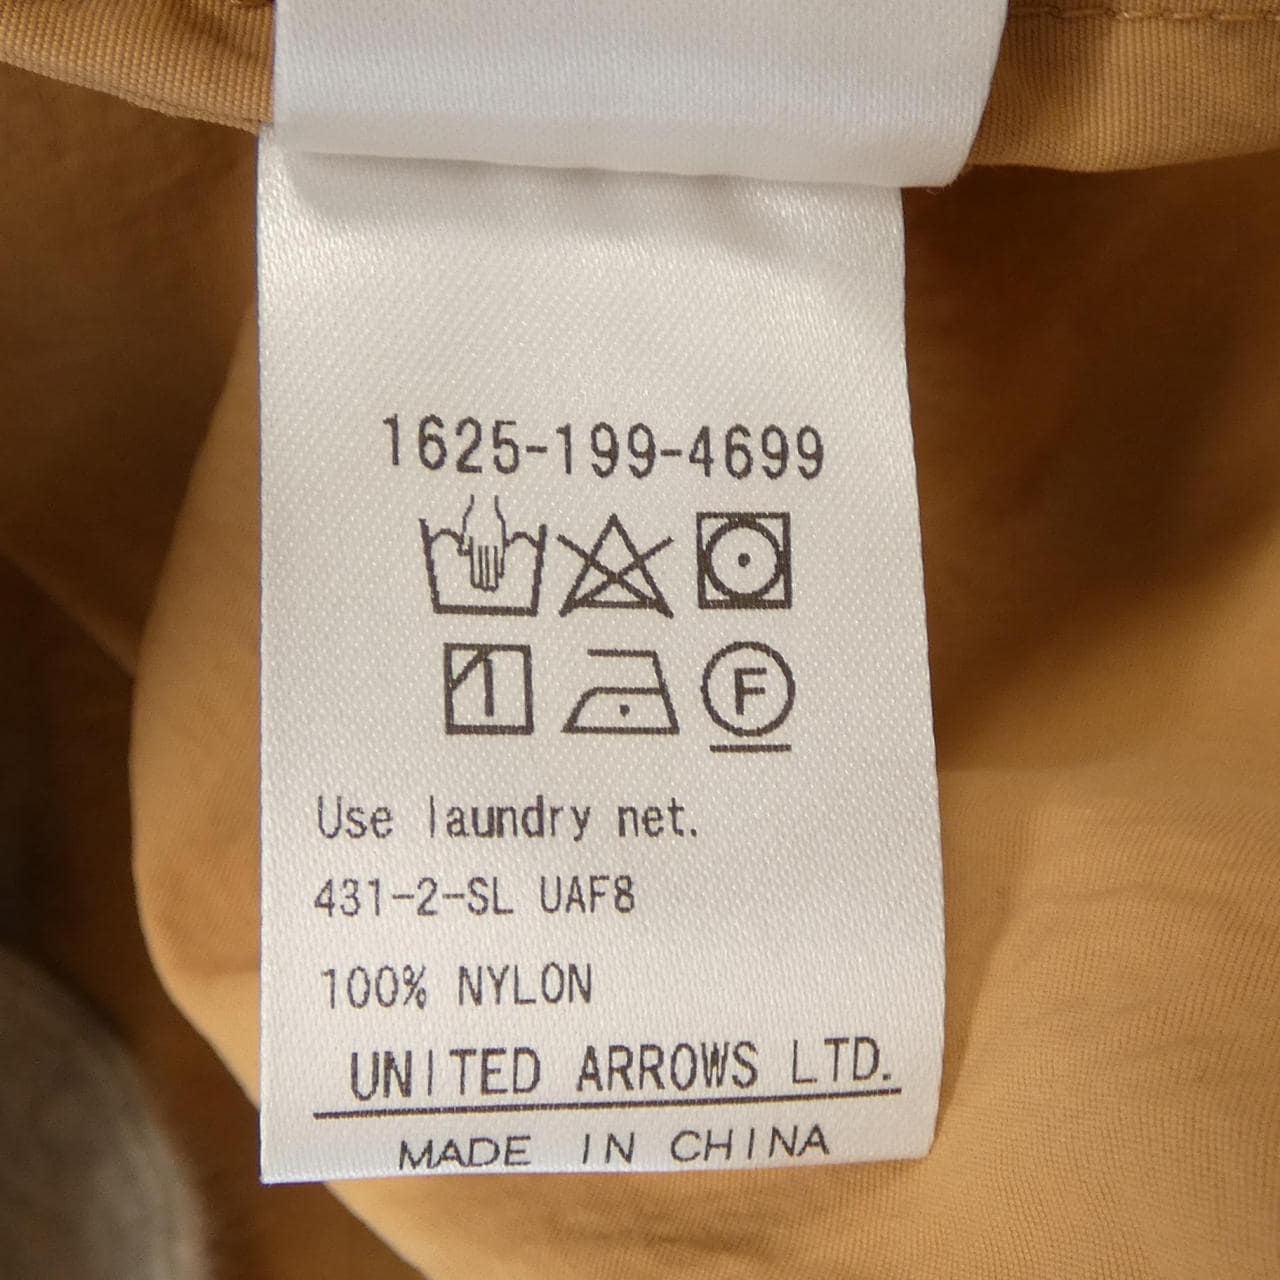 1625-199-4699
F
Use laundry net.
431-2-SL UAF8
100% NYLON
UNITED ARROWS LTD.
MADE IN CHINA